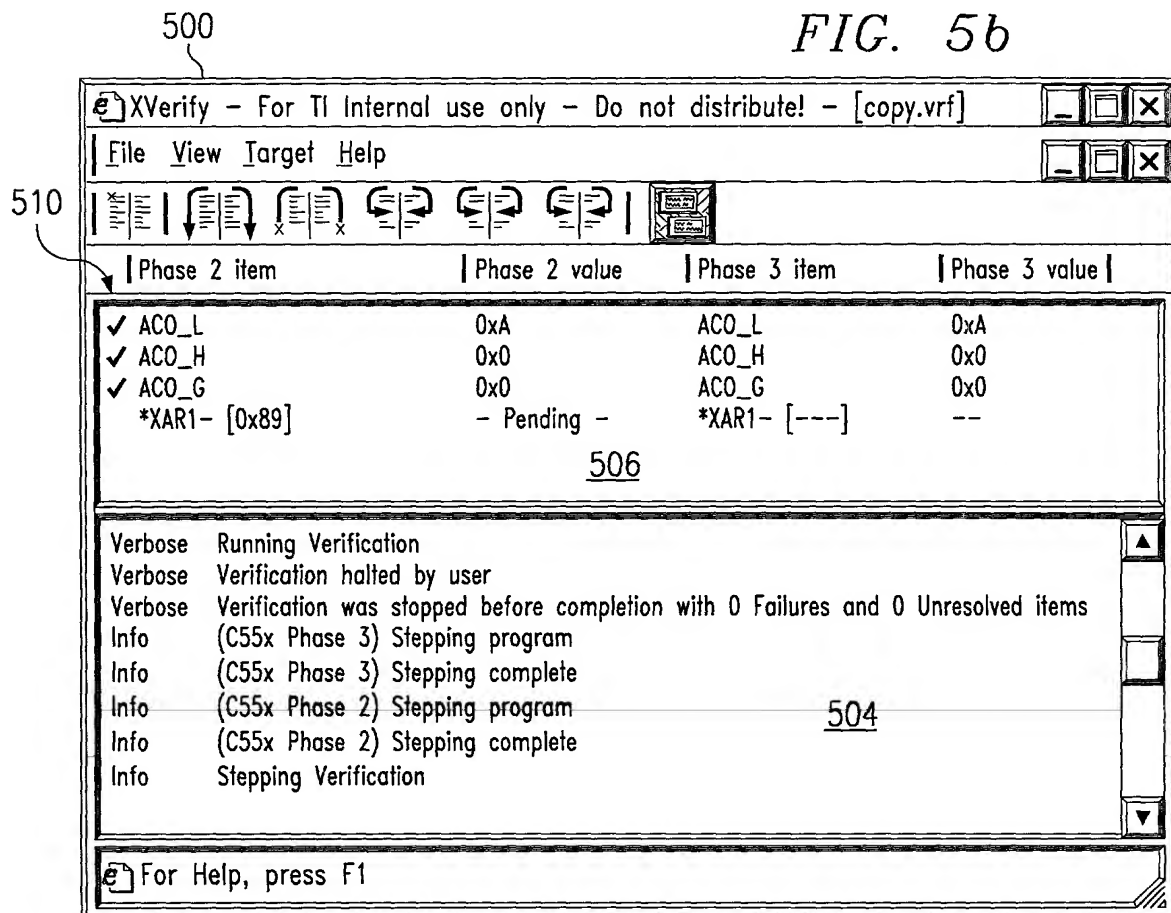 500
FIG. 5b
XVerify - For TI Internal use only - Do not distribute! - [copy.vrf]
File View Target Help
510
Phase 2 item Phase 2 value Phase 3 item Phase 3 value
✓ ACO_L 0xA ACO_L 0xA
✓ ACO_H 0x0 ACO_H 0x0
✓ ACO_G 0x0 ACO_G 0x0
*XAR1- [0x89] - Pending - *XAR1- [---] --
506
Verbose Running Verification
Verbose Verification halted by user
Verbose Verification was stopped before completion with 0 Failures and 0 Unresolved items
Info (C55x Phase 3) Stepping program
Info (C55x Phase 3) Stepping complete
Info (C55x Phase 2) Stepping program
504
Info (C55x Phase 2) Stepping complete
Info Stepping Verification
For Help, press F1